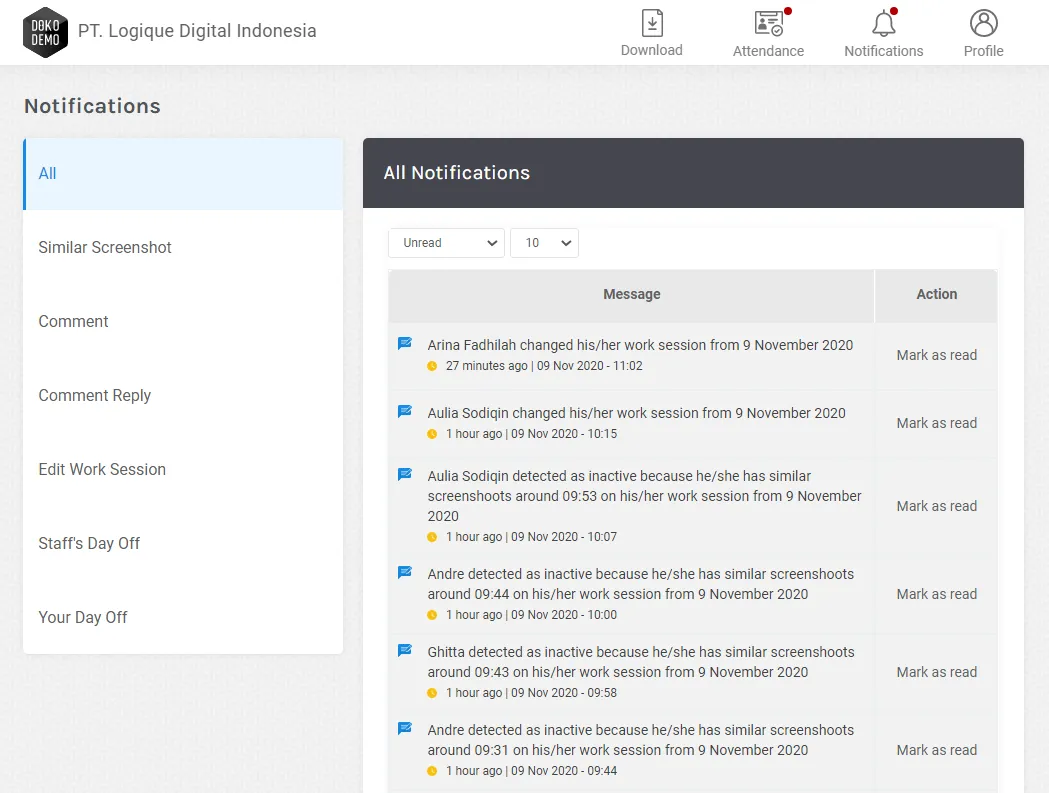 DOKO
DEMO
PT. Logique Digital Indonesia
Download
Attendance
Notifications
Profile
Notifications
All
Similar Screenshot
Comment
Comment Reply
Edit Work Session
Staff's Day Off
Your Day Off
All Notifications
Unread
10
Message
Action
Arina Fadhilah changed his/her work session from 9 November 2020
27 minutes ago | 09 Nov 2020 - 11:02
Mark as read
Aulia Sodiqin changed his/her work session from 9 November 2020
1 hour ago | 09 Nov 2020 - 10:15
Mark as read
Aulia Sodiqin detected as inactive because he/she has similar
screenshoots around 09:53 on his/her work session from 9 November
2020
1 hour ago | 09 Nov 2020 - 10:07
Mark as read
Andre detected as inactive because he/she has similar screenshoots
around 09:44 on his/her work session from 9 November 2020
1 hour ago | 09 Nov 2020 - 10:00
Mark as read
Ghitta detected as inactive because he/she has similar screenshoots
around 09:43 on his/her work session from 9 November 2020
1 hour ago | 09 Nov 2020 - 09:58
Mark as read
Andre detected as inactive because he/she has similar screenshoots
around 09:31 on his/her work session from 9 November 2020
1 hour ago | 09 Nov 2020 - 09:44
Mark as read